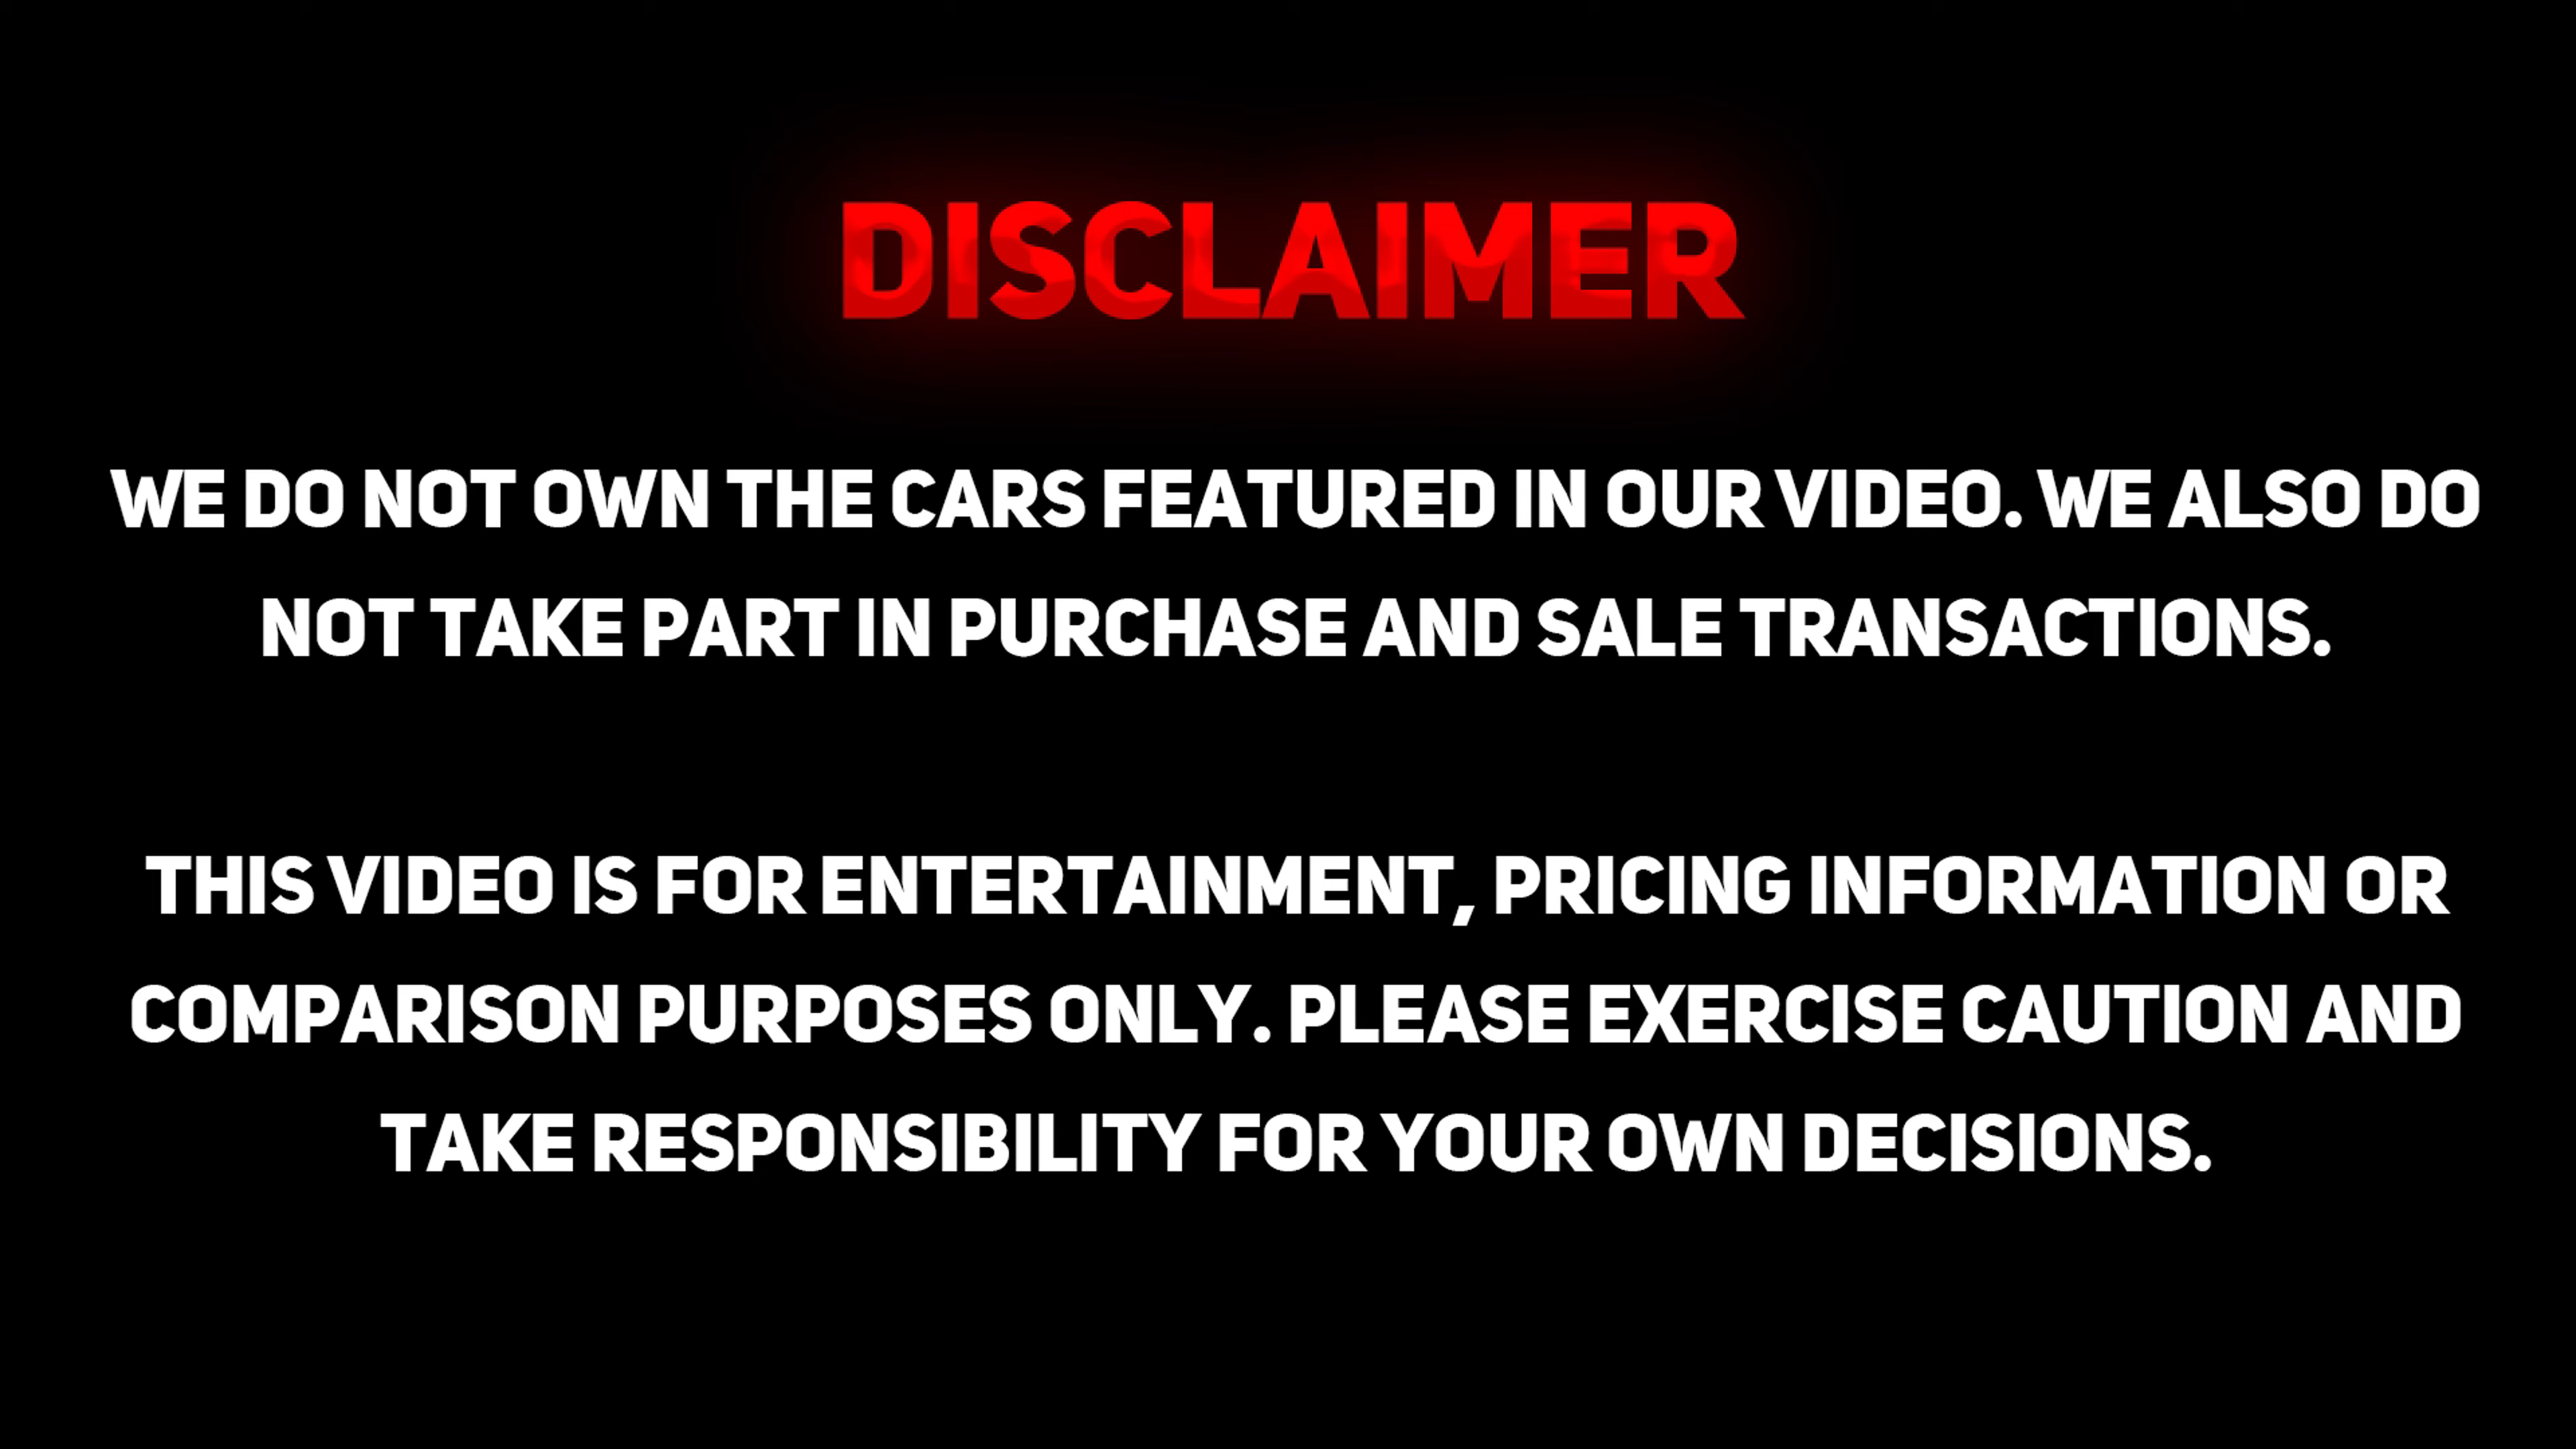 DISCLAIMER
WE DO NOT OWN THE CARS FEATURED IN OUR VIDEO. WE ALSO DO
NOT TAKE PART IN PURCHASE AND SALE TRANSACTIONS.
THIS VIDEO IS FOR ENTERTAINMENT, PRICING INFORMATION OR
COMPARISON PURPOSES ONLY. PLEASE EXERCISE CAUTION AND
TAKE RESPONSIBILITY FOR YOUR OWN DECISIONS.